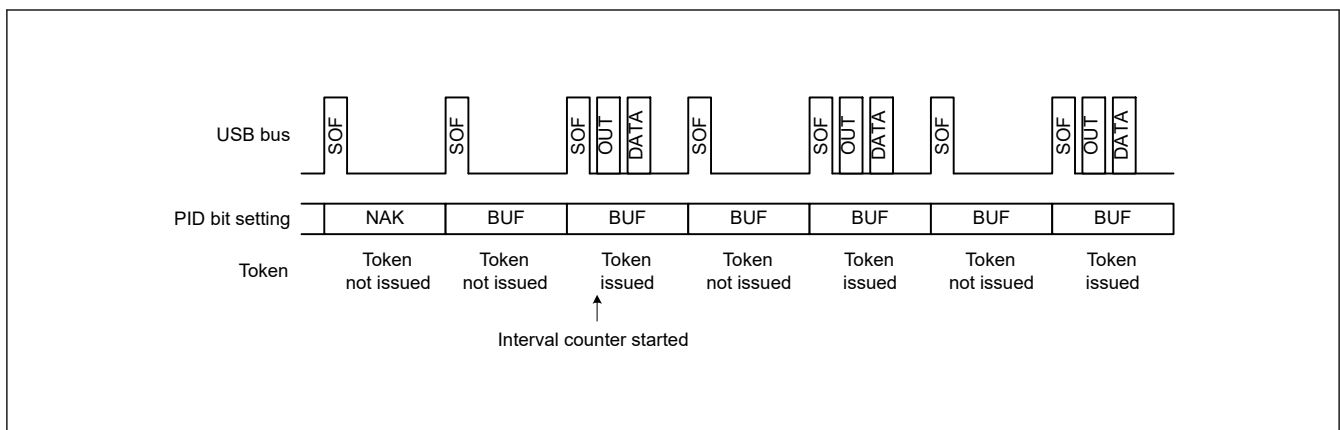 USB bus
SOF
SOF
SOF
OUT
DATA
SOF
SOF
OUT
DATA
SOF
SOF
OUT
DATA
PID bit setting
NAK
BUF
BUF
BUF
BUF
BUF
BUF
Token
Token
not issued
Token
not issued
Token
issued
Token
not issued
Token
issued
Token
not issued
Token
issued
Interval counter started